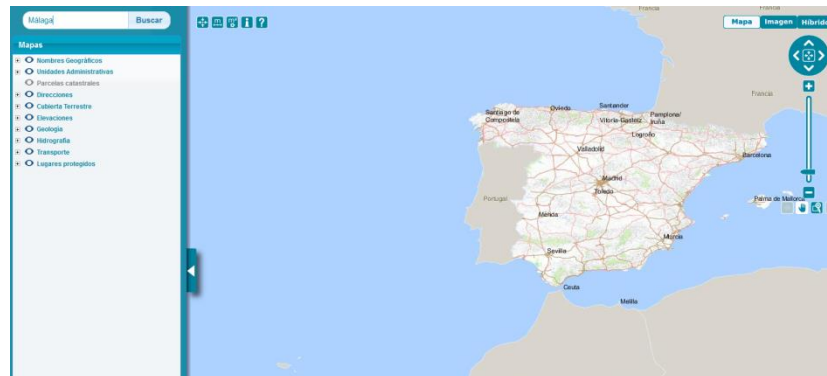 Málaga
Buscar
Mapas
Nombres Geográficos
Unidades Administrativas
Parcelas catastrales
Direcciones
Cubierta Terrestre
Elevaciones
Geología
Hidrografía
Transporte
Lugares protegidos
Mapa
Imagen
Híbrido
Francia
Francia
Francia
Santiago de
Compostela
Oviedo
Santander
Vitoria-Gasteiz
Pamplona/
Iruña
Logroño
Valladolid
Barcelona
Madrid
Toledo
Portugal
Palma de Mallorca
Mérida
Murcia
Sevilla
Ceuta
Melilla